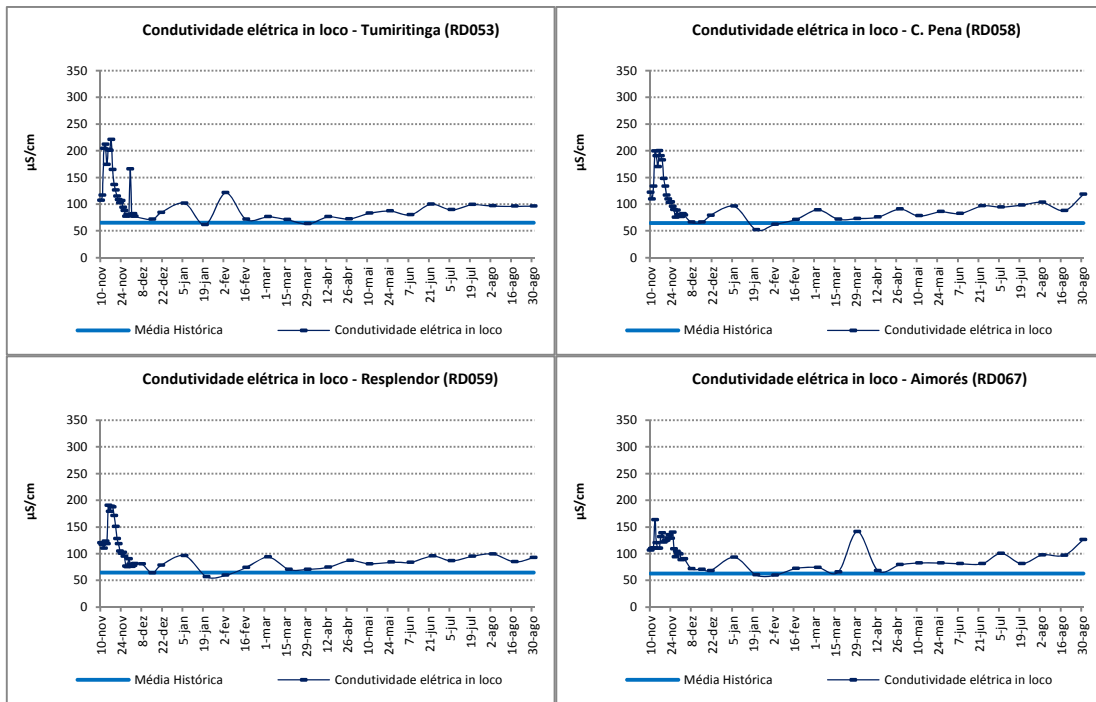 Condutividade elétrica in loco - Tumiritinga (RD053)
350
300
250
200
150
100
50
0
µS/cm
10-nov
24-nov
8-dez
22-dez
5-jan
19-jan
2-fev
16-fev
1-mar
15-mar
29-mar
12-abr
26-abr
10-mai
24-mai
7-jun
21-jun
5-jul
19-jul
2-ago
16-ago
30-ago
Média Histórica
Condutividade elétrica in loco
Condutividade elétrica in loco - C. Pena (RD058)
350
300
250
200
150
100
50
0
µS/cm
10-nov
24-nov
8-dez
22-dez
5-jan
19-jan
2-fev
16-fev
1-mar
15-mar
29-mar
12-abr
26-abr
10-mai
24-mai
7-jun
21-jun
5-jul
19-jul
2-ago
16-ago
30-ago
Média Histórica
Condutividade elétrica in loco
Condutividade elétrica in loco - Resplendor (RD059)
350
300
250
200
150
100
50
0
µS/cm
10-nov
24-nov
8-dez
22-dez
5-jan
19-jan
2-fev
16-fev
1-mar
15-mar
29-mar
12-abr
26-abr
10-mai
24-mai
7-jun
21-jun
5-jul
19-jul
2-ago
16-ago
30-ago
Média Histórica
Condutividade elétrica in loco
Condutividade elétrica in loco - Aimorés (RD067)
350
300
250
200
150
100
50
0
µS/cm
10-nov
24-nov
8-dez
22-dez
5-jan
19-jan
2-fev
16-fev
1-mar
15-mar
29-mar
12-abr
26-abr
10-mai
24-mai
7-jun
21-jun
5-jul
19-jul
2-ago
16-ago
30-ago
Média Histórica
Condutividade elétrica in loco